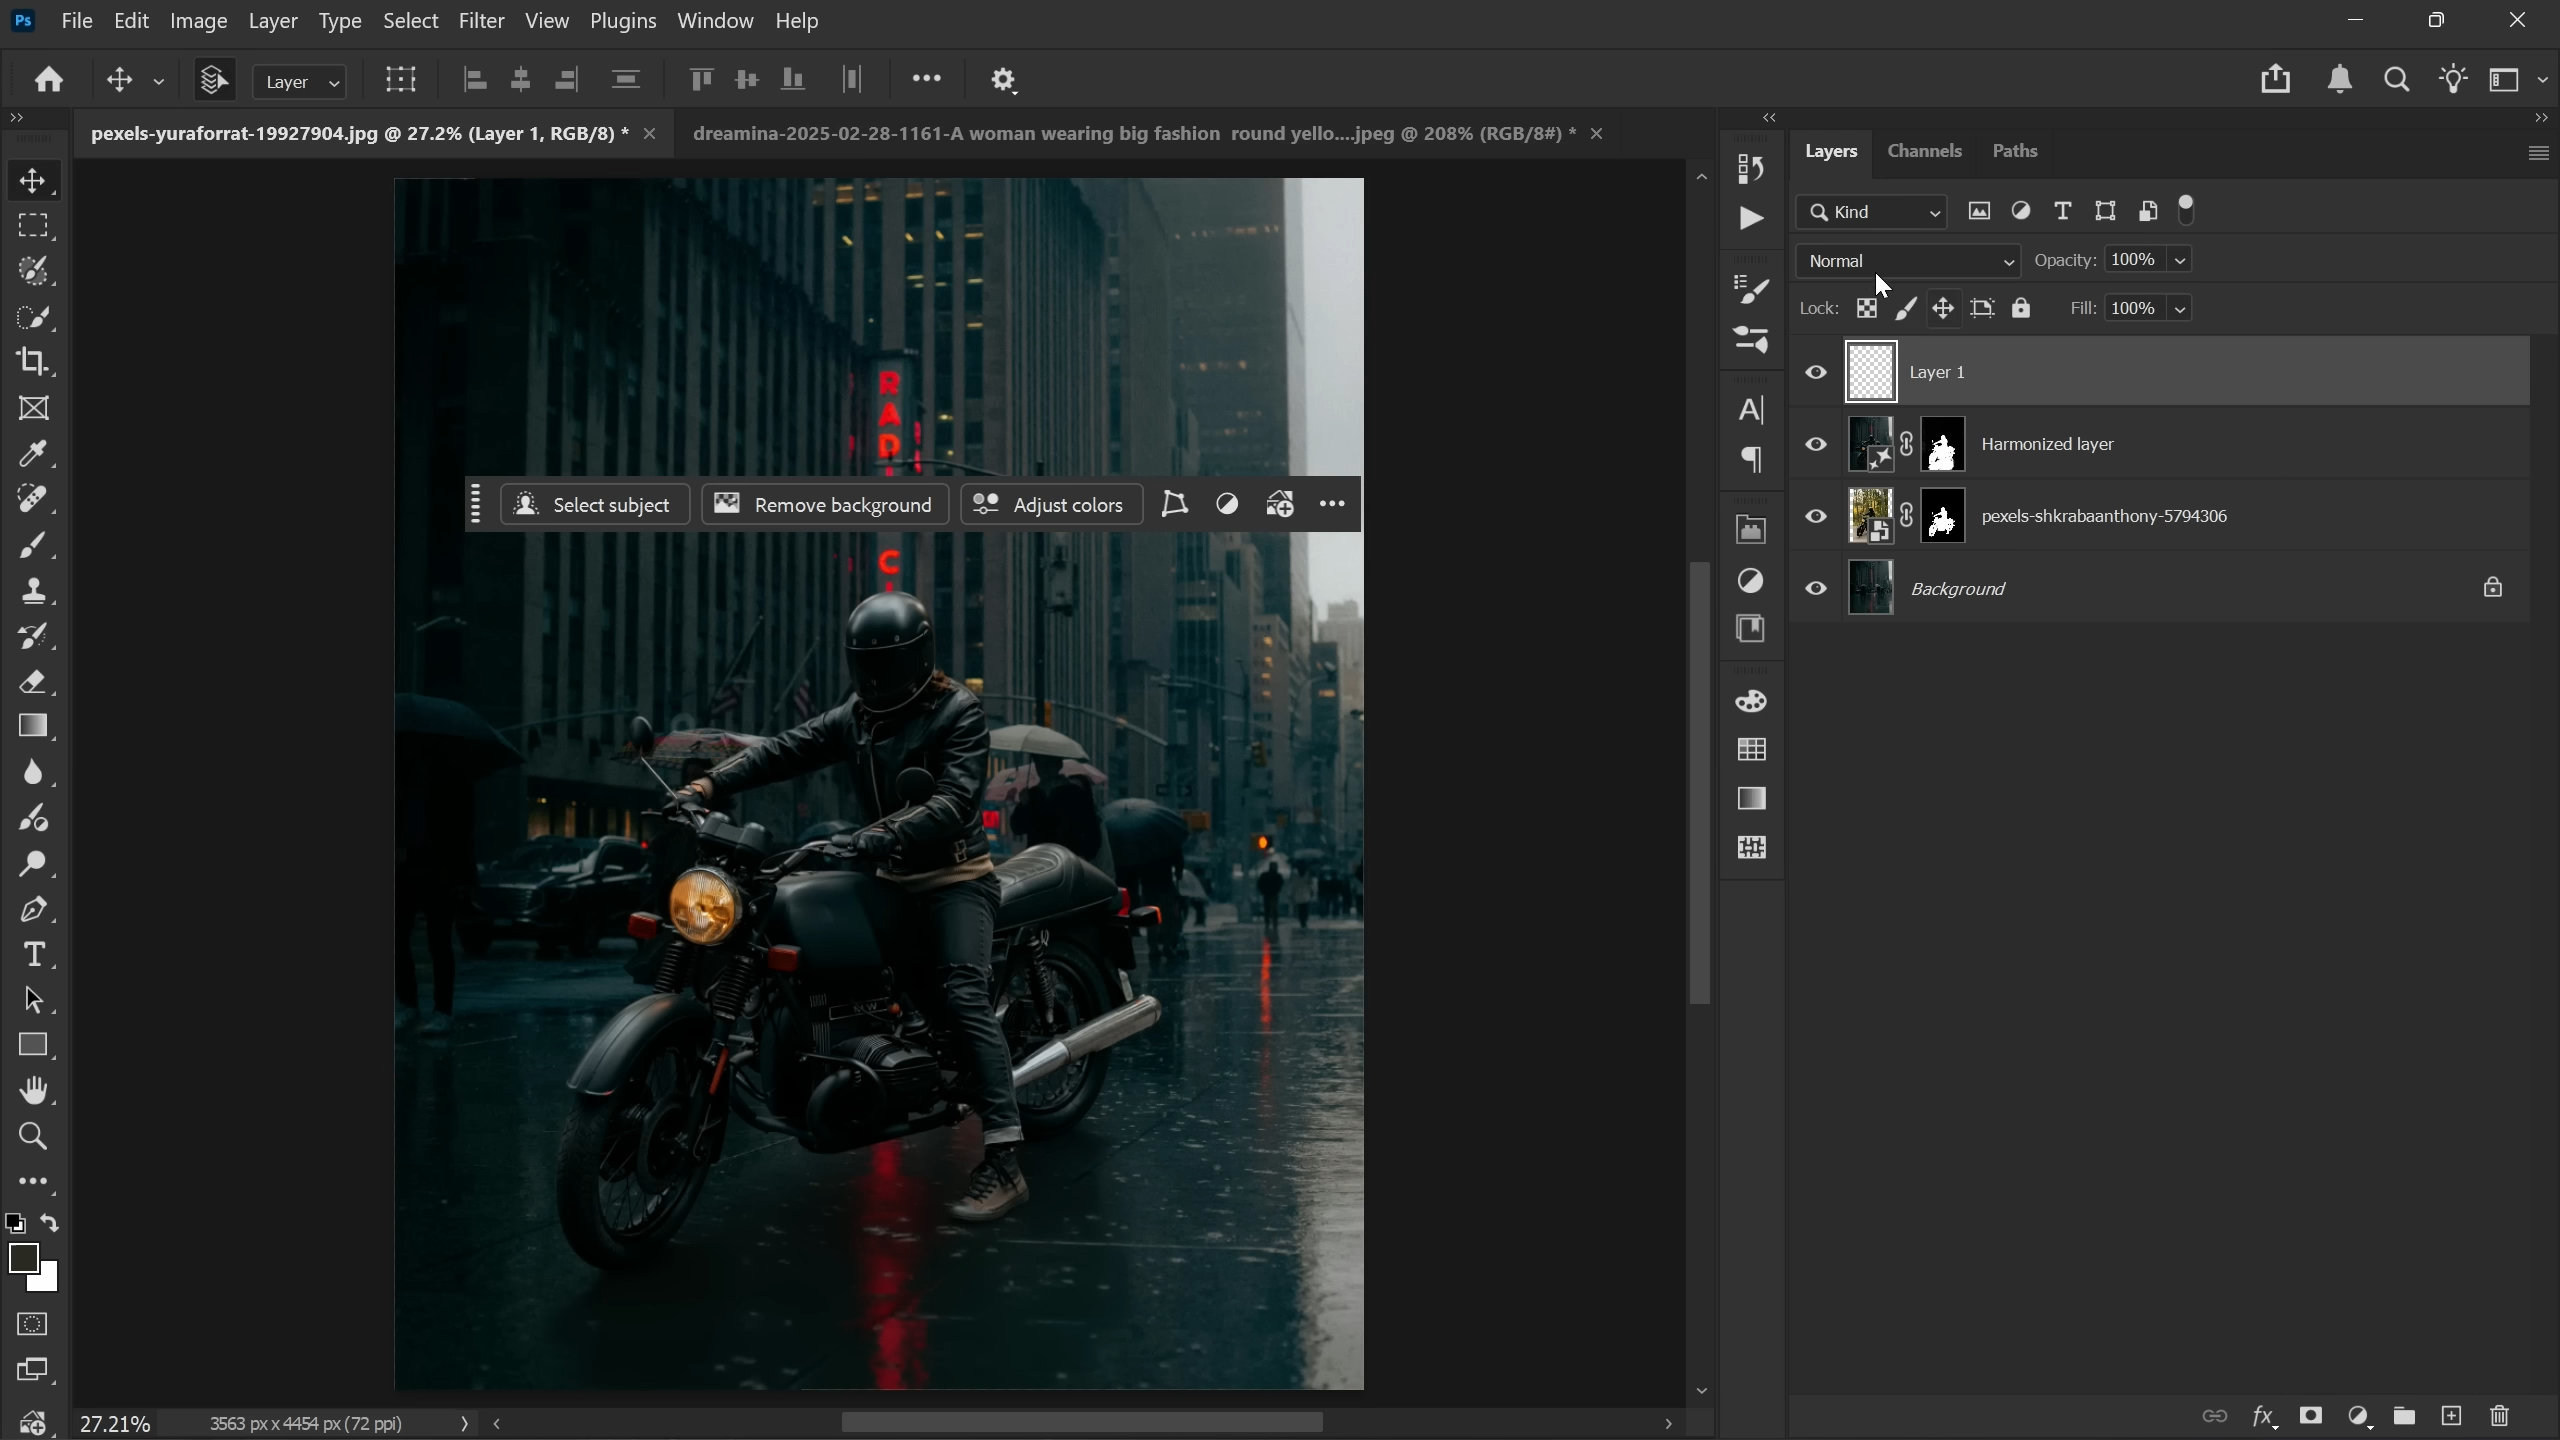 Ps File Edit Image Layer Type Select Filter View Plugins Window Help
Layer
pexels-yuraforrat-19927904.jpg @ 27.2% (Layer 1, RGB/8) *
dreamina-2025-02-28-1161-A woman wearing big fashion round yello....jpeg @ 208% (RGB/8#) *
Layers Channels Paths
Kind
Normal Opacity: 100%
Lock: Fill: 100%
Layer 1
Harmonized layer
pexels-shkrabaanthony-5794306
Background
R
A
D
Select subject Remove background Adjust colors
C
27.21% 3563 px x 4454 px (72 ppi)